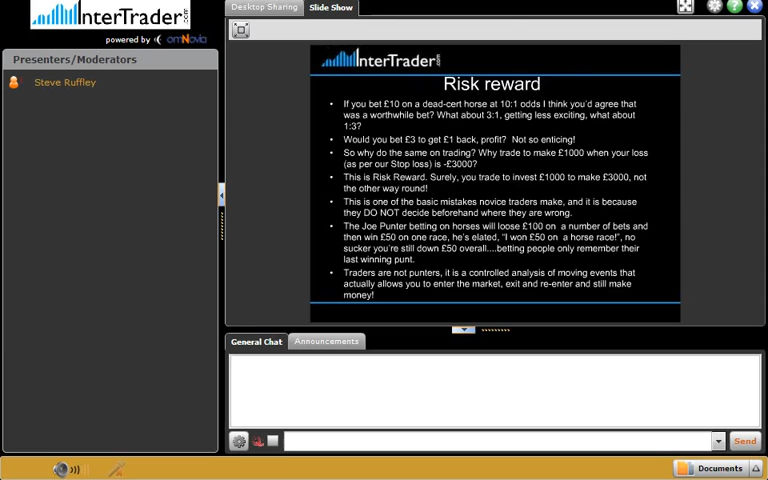 InterTrader.com
powered by omNovia
Presenters/Moderators
Steve Ruffley
Desktop Sharing
Slide Show
InterTrader.com
Risk reward
• If you bet £10 on a dead-cert horse at 10:1 odds I think you'd agree that
was a worthwhile bet? What about 3:1, getting less exciting, what about
1:3?
• Would you bet £3 to get £1 back, profit? Not so enticing!
• So why do the same on trading? Why trade to make £1000 when your loss
(as per our Stop loss) is -£3000?
• This is Risk Reward. Surely, you trade to invest £1000 to make £3000, not
the other way round!
• This is one of the basic mistakes novice traders make, and it is because
they DO NOT decide beforehand where they are wrong.
• The Joe Punter betting on horses will loose £100 on a number of bets and
then win £50 on one race, he's elated, "I won £50 on a horse race!", no
sucker you're still down £50 overall....betting people only remember their
last winning punt.
• Traders are not punters, it is a controlled analysis of moving events that
actually allows you to enter the market, exit and re-enter and still make
money!
General Chat
Announcements
Send
Documents